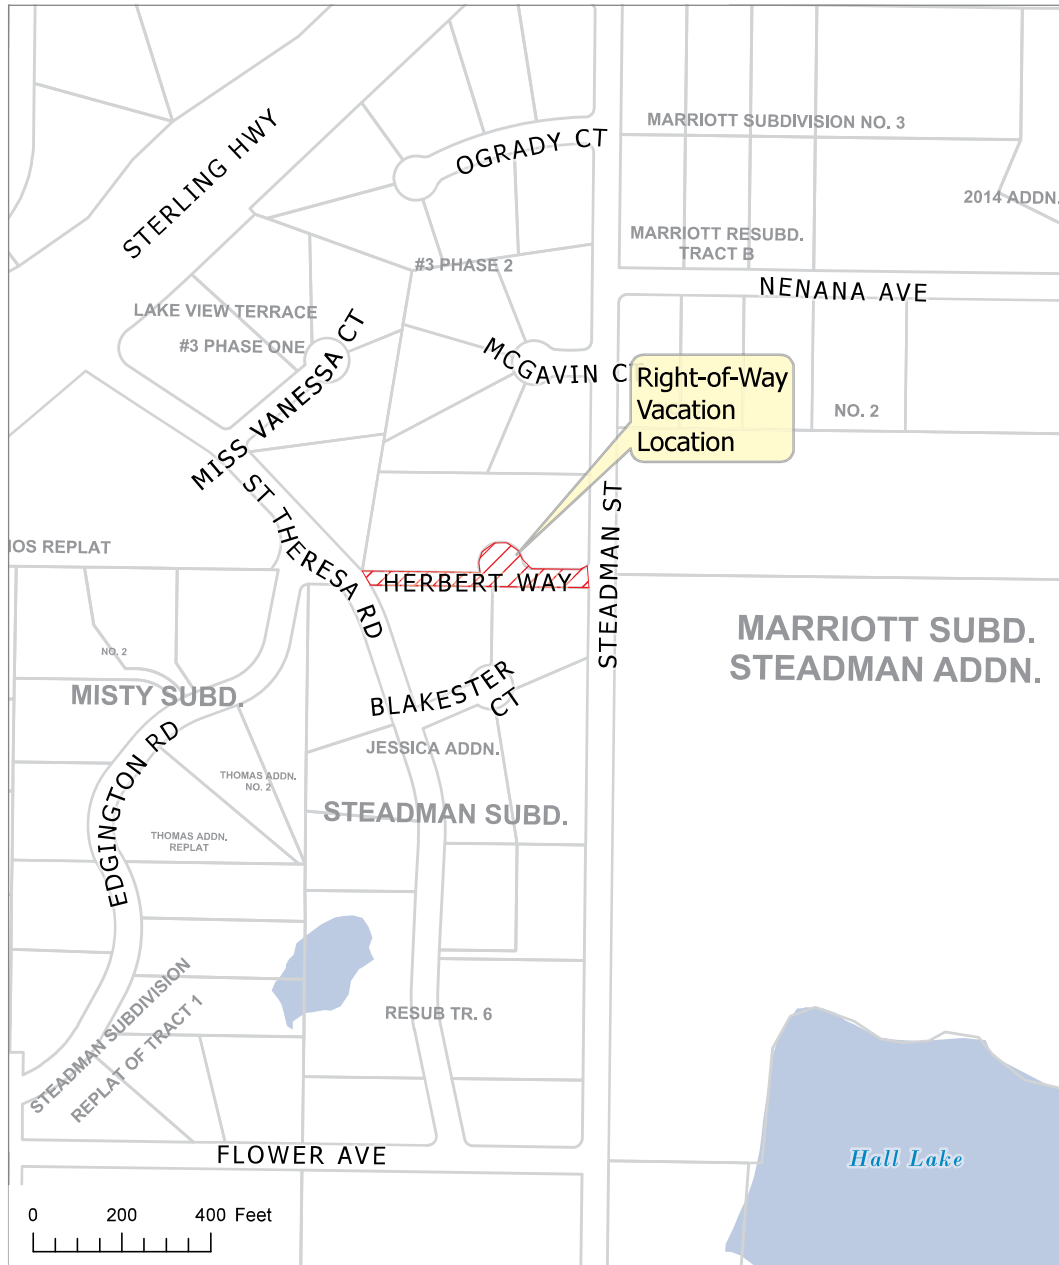 STERLING HWY
OGRADY CT
MARRIOTT SUBDIVISION NO. 3
2014 ADDN.
MARRIOTT RESUBD.
TRACT B
#3 PHASE 2
NENANA AVE
LAKE VIEW TERRACE
#3 PHASE ONE
MISS VANESSA CT
MCGAVIN C
Right-of-Way
Vacation
Location
NO. 2
ST THERESA RD
STEADMAN ST
IOS REPLAT
HERBERT WAY
MARRIOTT SUBD.
STEADMAN ADDN.
NO. 2
MISTY SUBD.
BLAKESTER
CT
EDGINGTON RD
JESSICA ADDN.
THOMAS ADDN.
NO. 2
STEADMAN SUBD.
THOMAS ADDN.
REPLAT
STEADMAN SUBDIVISION
REPLAT OF TRACT 1
RESUB TR. 6
FLOWER AVE
Hall Lake
0 200 400 Feet